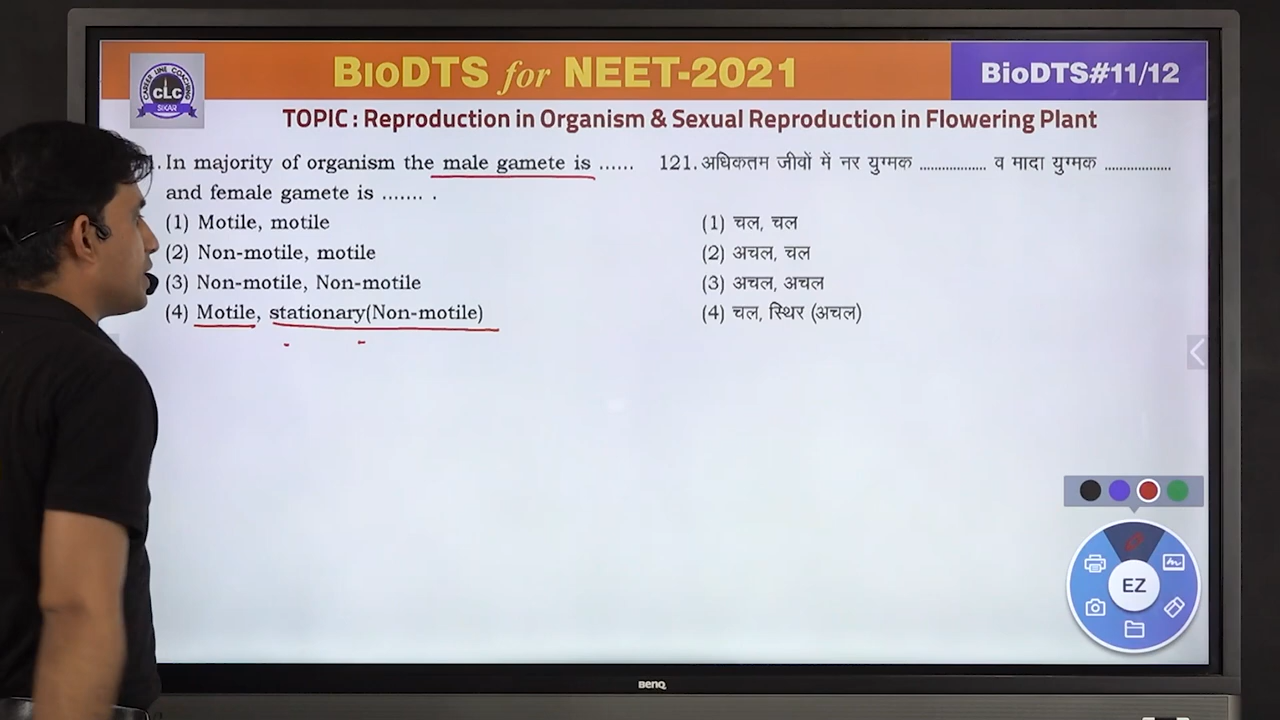 BIODTS for NEET-2021
BioDTS#11/12
CAREER LINE COACHING
CLC
SIKAR
TOPIC : Reproduction in Organism & Sexual Reproduction in Flowering Plant
1. In majority of organism the male gamete is ......
and female gamete is ....... .
(1) Motile, motile
(2) Non-motile, motile
(3) Non-motile, Non-motile
(4) Motile, stationary(Non-motile)
121. अधिकतम जीवों में नर युग्मक ................. व मादा युग्मक .................
(1) चल, चल
(2) अचल, चल
(3) अचल, अचल
(4) चल, स्थिर (अचल)
EZ
BENQ